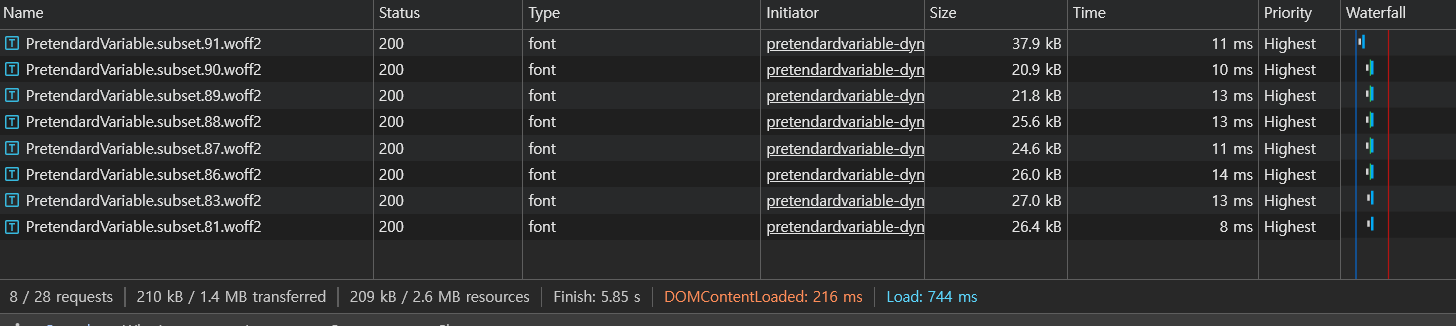 Name Status Type Initiator Size Time Priority Waterfall
PretendardVariable.subset.91.woff2 200 font pretendardvariable-dyn 37.9 kB 11 ms Highest
PretendardVariable.subset.90.woff2 200 font pretendardvariable-dyn 20.9 kB 10 ms Highest
PretendardVariable.subset.89.woff2 200 font pretendardvariable-dyn 21.8 kB 13 ms Highest
PretendardVariable.subset.88.woff2 200 font pretendardvariable-dyn 25.6 kB 13 ms Highest
PretendardVariable.subset.87.woff2 200 font pretendardvariable-dyn 24.6 kB 11 ms Highest
PretendardVariable.subset.86.woff2 200 font pretendardvariable-dyn 26.0 kB 14 ms Highest
PretendardVariable.subset.83.woff2 200 font pretendardvariable-dyn 27.0 kB 13 ms Highest
PretendardVariable.subset.81.woff2 200 font pretendardvariable-dyn 26.4 kB 8 ms Highest
8 / 28 requests 210 kB / 1.4 MB transferred 209 kB / 2.6 MB resources Finish: 5.85 s DOMContentLoaded: 216 ms Load: 744 ms